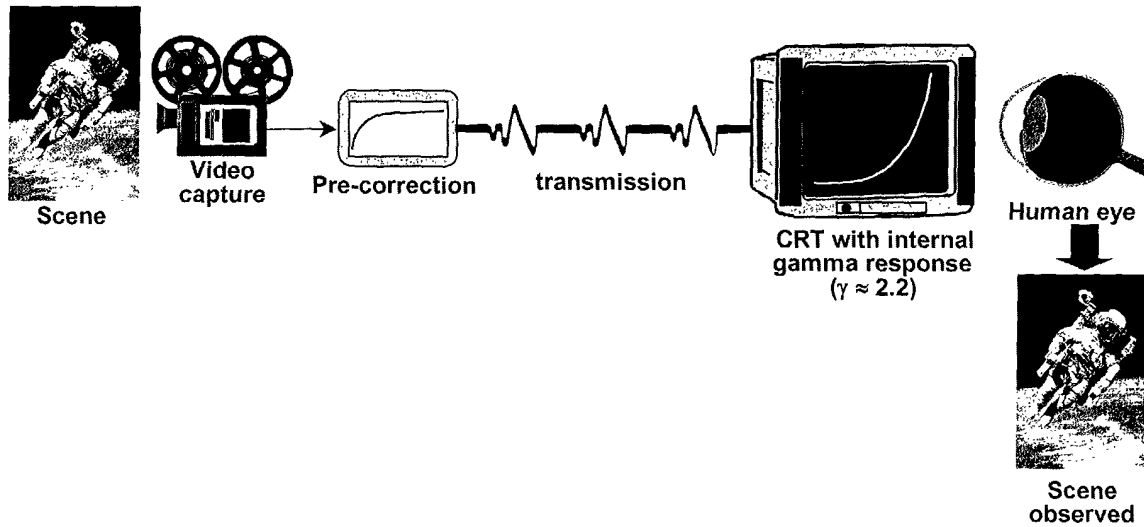 Scene
Video
capture
Pre-correction
transmission
CRT with internal
gamma response
(γ ≈ 2.2)
Human eye
Scene
observed